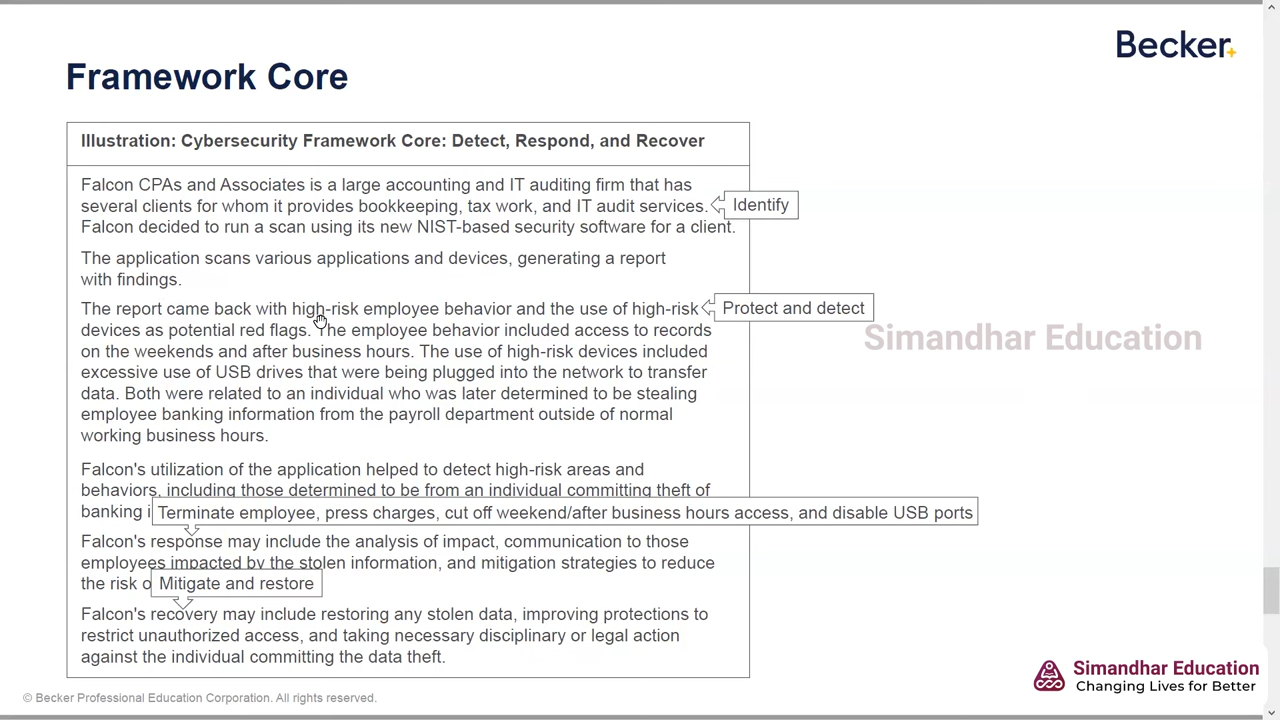 Becker
Framework Core
Illustration: Cybersecurity Framework Core: Detect, Respond, and Recover
Falcon CPAs and Associates is a large accounting and IT auditing firm that has
several clients for whom it provides bookkeeping, tax work, and IT audit services.
Identify
Falcon decided to run a scan using its new NIST-based security software for a client.
The application scans various applications and devices, generating a report
with findings.
The report came back with high-risk employee behavior and the use of high-risk
Protect and detect
devices as potential red flags. The employee behavior included access to records
on the weekends and after business hours. The use of high-risk devices included
excessive use of USB drives that were being plugged into the network to transfer
data. Both were related to an individual who was later determined to be stealing
employee banking information from the payroll department outside of normal
working business hours.
Simandhar Education
Falcon's utilization of the application helped to detect high-risk areas and
behaviors, including those determined to be from an individual committing theft of
banking
Terminate employee, press charges, cut off weekend/after business hours access, and disable USB ports
Falcon's response may include the analysis of impact, communication to those
employees impacted by the stolen information, and mitigation strategies to reduce
the risk
Mitigate and restore
Falcon's recovery may include restoring any stolen data, improving protections to
restrict unauthorized access, and taking necessary disciplinary or legal action
against the individual committing the data theft.
Simandhar Education
Changing Lives for Better
© Becker Professional Education Corporation. All rights reserved.